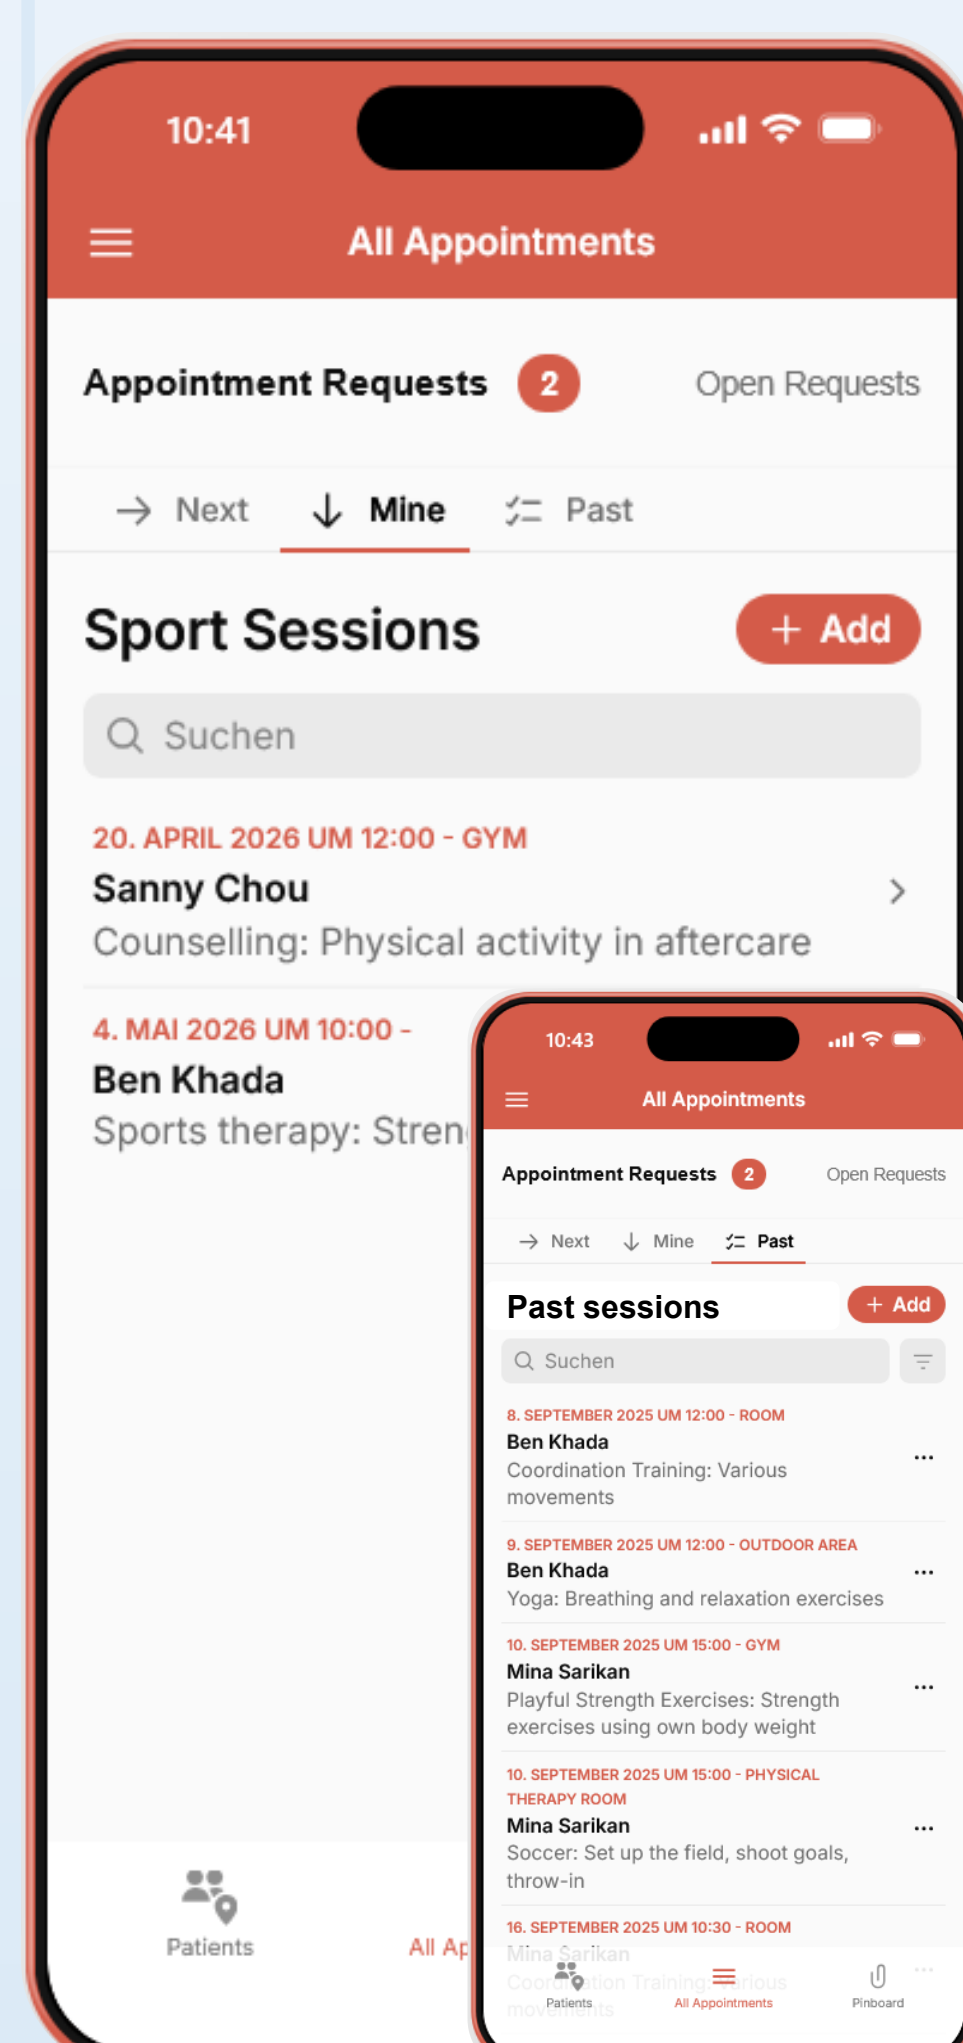 10:41
All Appointments
Appointment Requests 2 Open Requests
Next Mine Past
Sport Sessions + Add
Suchen
20. APRIL 2026 UM 12:00 - GYM
Sanny Chou
Counselling: Physical activity in aftercare
4. MAI 2026 UM 10:00 -
Ben Khada
Sports therapy:
Patients All
10:43
All Appointments
Appointment Requests 2 Open Requests
Next Mine Past
Past sessions + Add
Suchen
8. SEPTEMBER 2025 UM 12:00 - ROOM
Ben Khada
Coordination Training: Various
movements
9. SEPTEMBER 2025 UM 12:00 - OUTDOOR AREA
Ben Khada
Yoga: Breathing and relaxation exercises
10. SEPTEMBER 2025 UM 15:00 - GYM
Mina Sarikan
Playful Strength Exercises: Strength
exercises using own body weight
10. SEPTEMBER 2025 UM 15:00 - PHYSICAL
THERAPY ROOM
Mina Sarikan
Soccer: Set up the field, shoot goals,
throw-in
16. SEPTEMBER 2025 UM 10:30 - ROOM
Mina Sarikan
Coordination Training: Various
movements
Patients All Appointments Pinboard